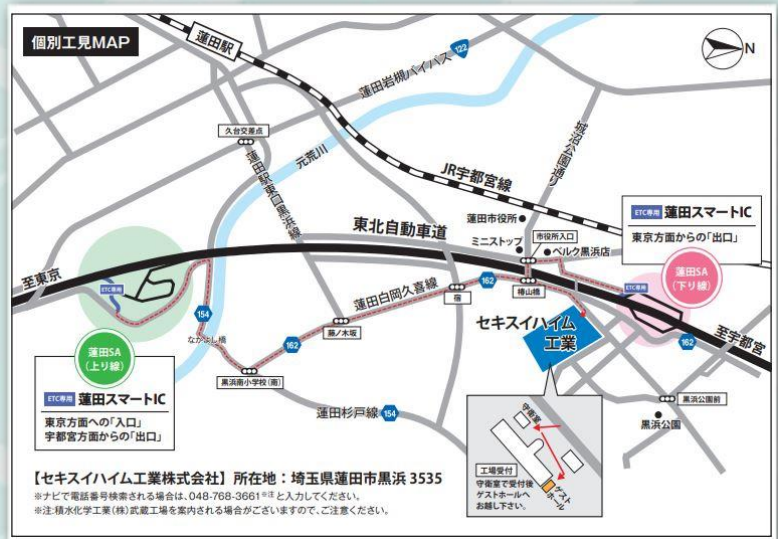 個別工見MAP
蓮田駅
蓮田岩槻バイパス
122
N
久台交差点
元荒川
蓮田駅東口黒浜線
JR宇都宮線
城沼公園通り
蓮田市役所
ミニストップ
市役所入口
ベルク黒浜店
ETC専用 蓮田スマートIC
東京方面からの「出口」
東北自動車道
至東京
ETC専用
ETC専用
蓮田SA
(下り線)
宿
162
椿山橋
蓮田白岡久喜線
セキスイハイム
工業
至宇都宮
162
154
なかよし橋
藤ノ木坂
162
蓮田SA
(上り線)
黒浜南小学校(南)
ETC専用 蓮田スマートIC
東京方面への「入口」
宇都宮方面からの「出口」
蓮田杉戸線
154
黒浜公園前
黒浜公園
守衛室
工場受付
守衛室で受付後
ゲストホールへ
お越し下さい。
ゲスト
ホール
【セキスイハイム工業株式会社】所在地：埼玉県蓮田市黒浜 3535
※ナビで電話番号検索される場合は、048-768-3661※注と入力してください。
※注:積水化学工業(株)武蔵工場を案内される場合がございますので、ご注意ください。